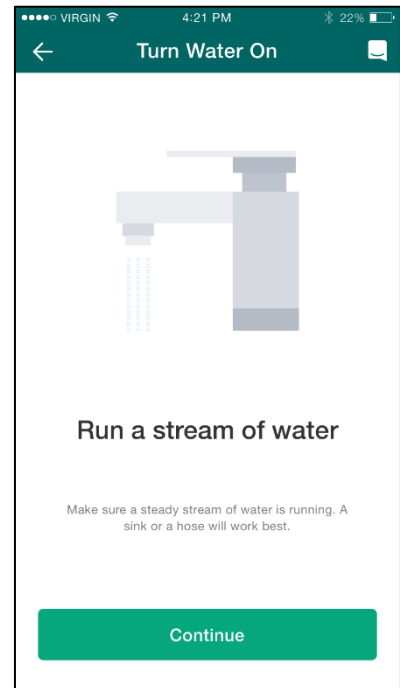 VIRGIN 4:21 PM 22%
Turn Water On
Run a stream of water
Make sure a steady stream of water is running. A
sink or a hose will work best.
Continue